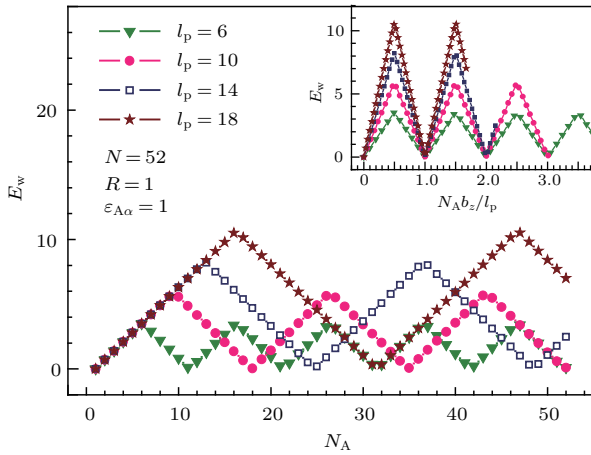 l_p = 6
l_p = 10
l_p = 14
l_p = 18
N = 52
R = 1
ε_Aα = 1
E_w
20
10
0
0
10
20
30
40
50
N_A
E_w
10
5
0
0
1.0
2.0
3.0
N_A b_z/l_p